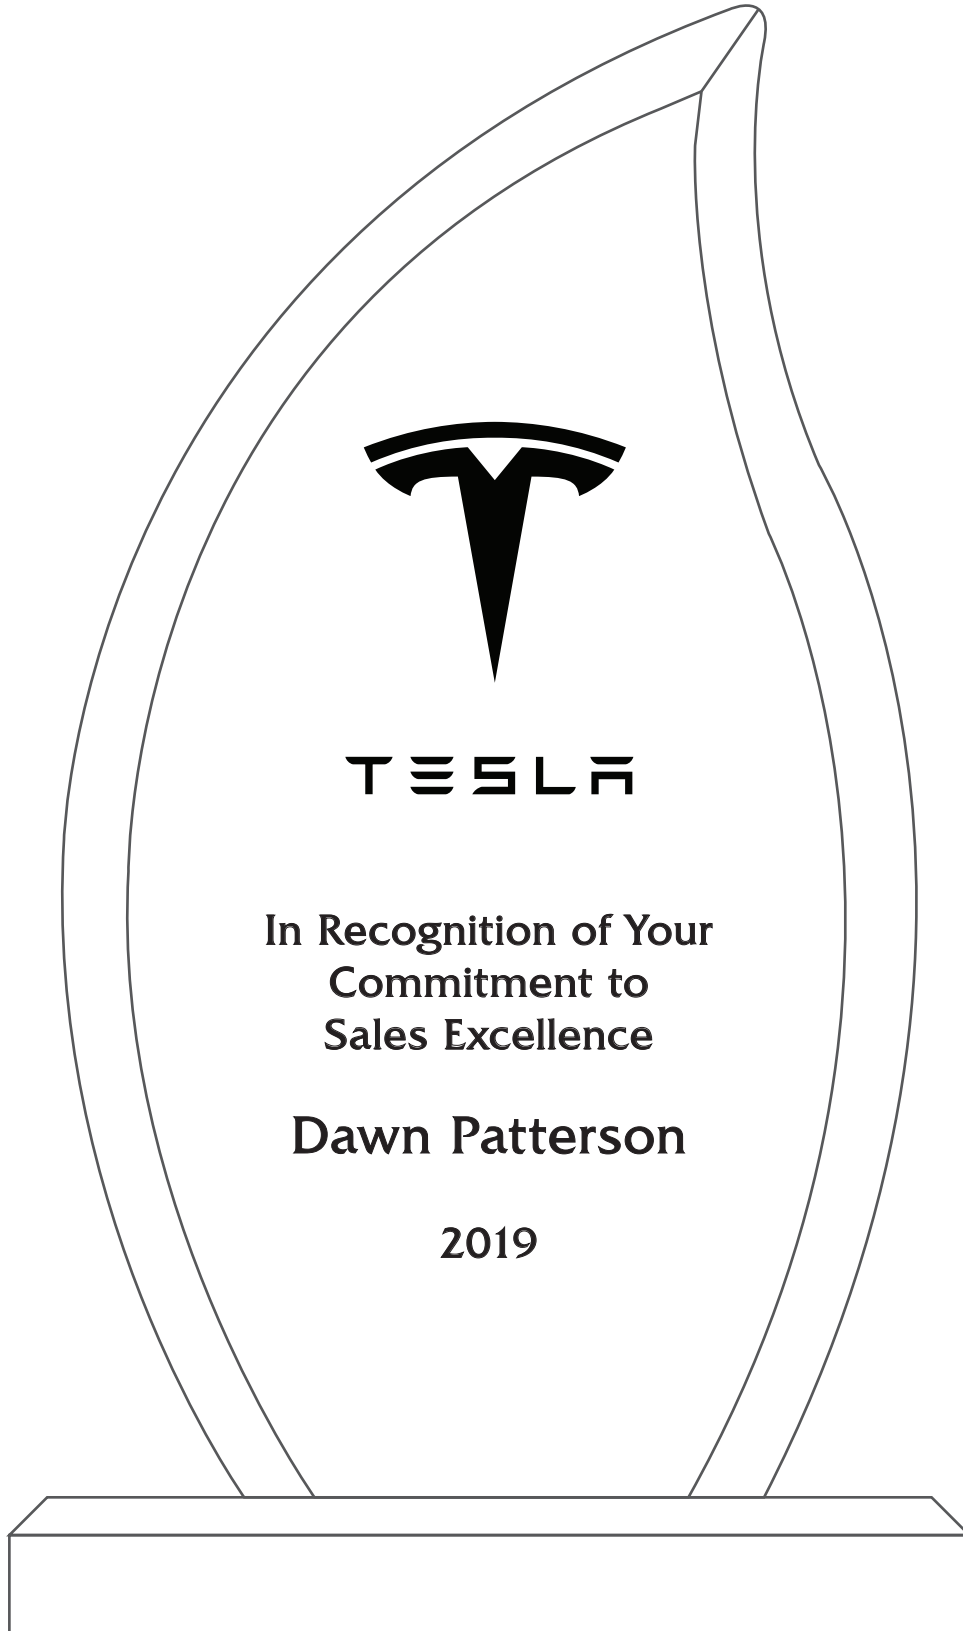 TESLA
In Recognition of Your
Commitment to
Sales Excellence
Dawn Patterson
2019